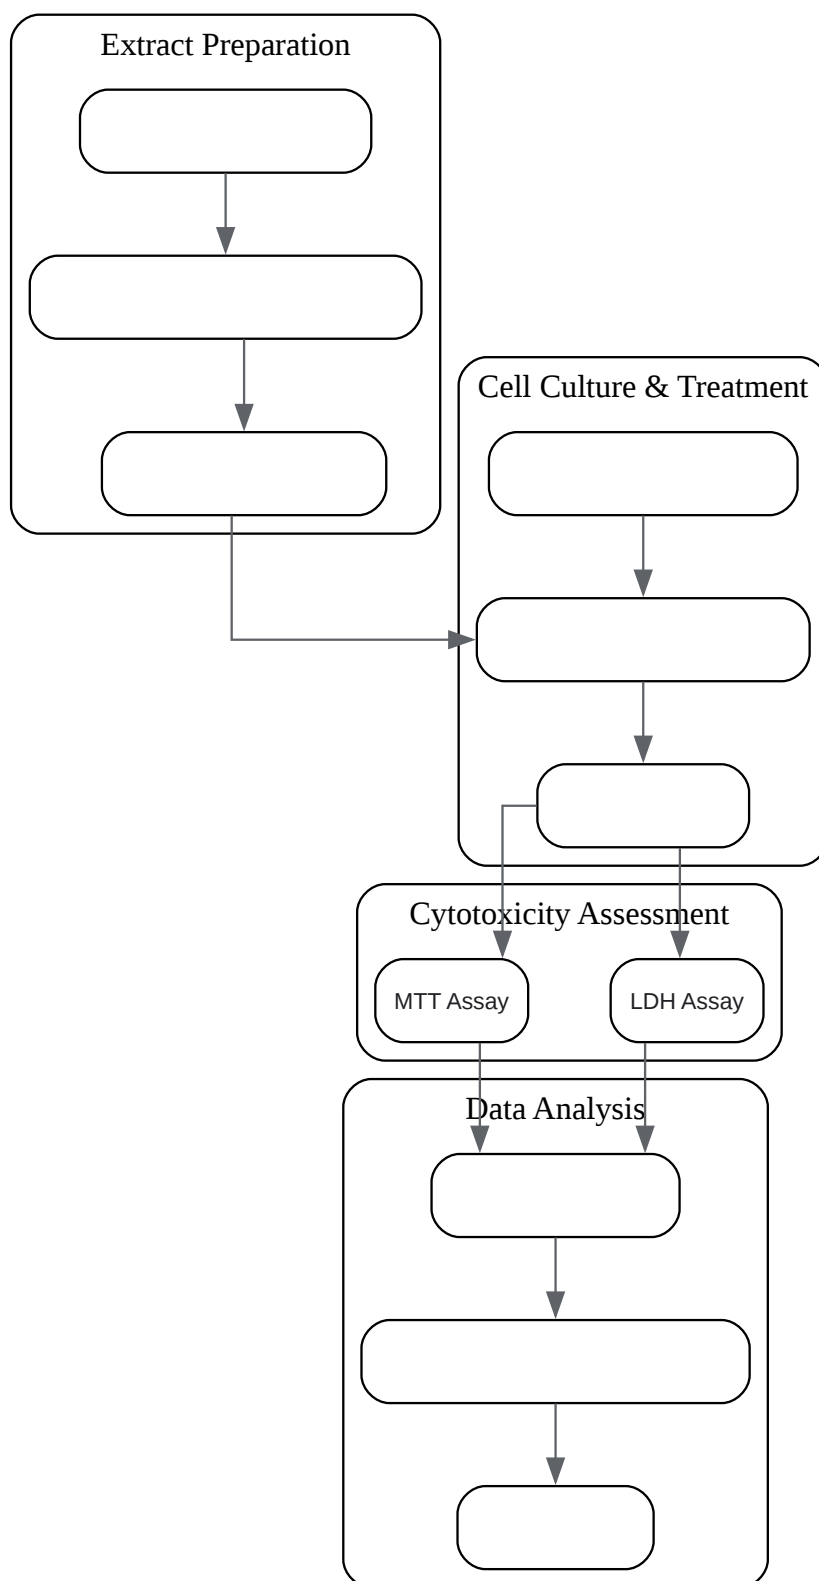 Extract Preparation
Cell Culture & Treatment
Cytotoxicity Assessment
MTT Assay
LDH Assay
Data Analysis